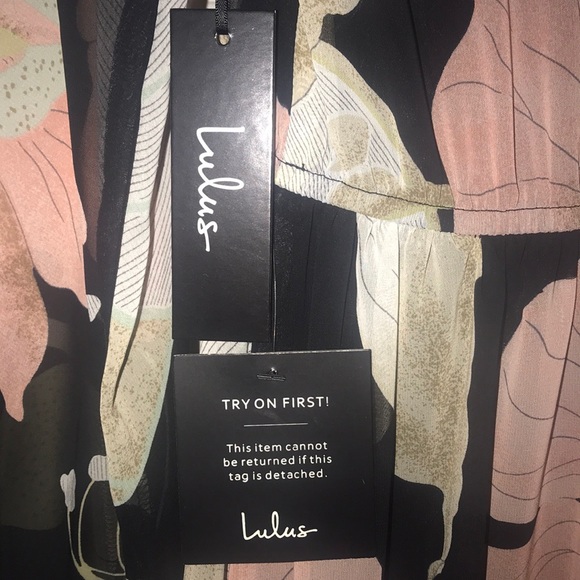 Lulus
TRY ON FIRST!
This item cannot
be returned if this
tag is detached.
Lulus